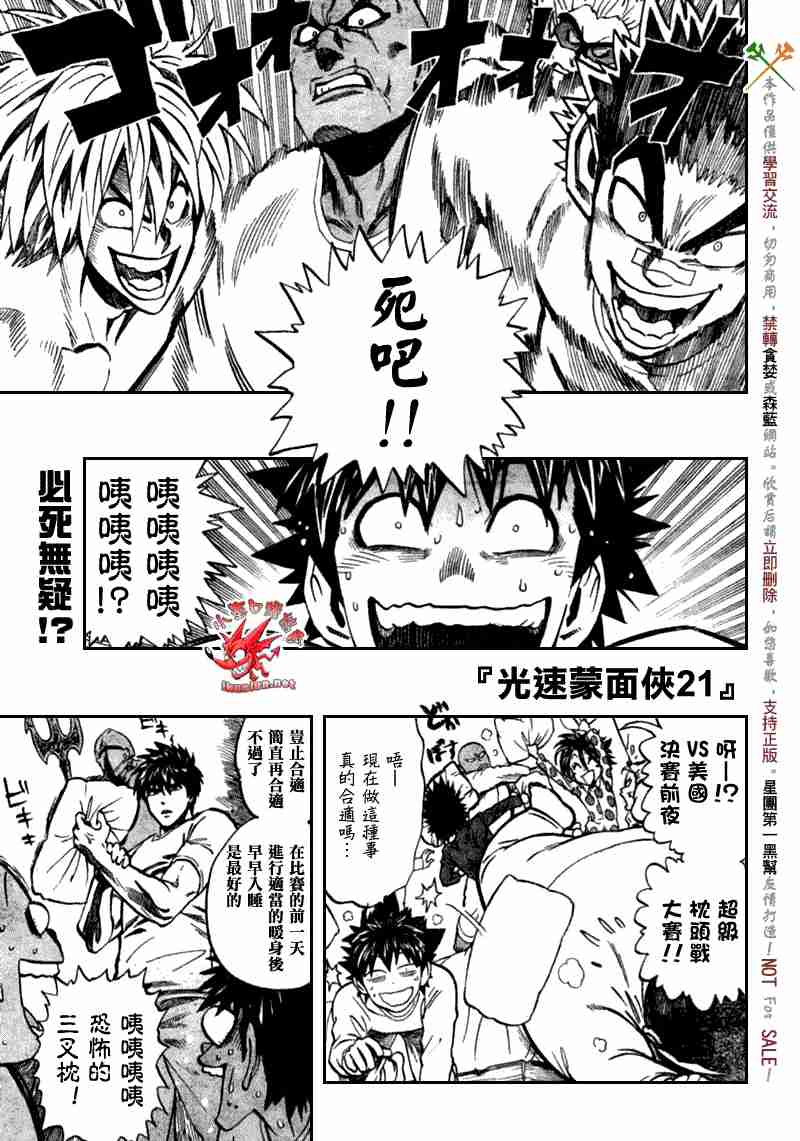 ゴオオオオ
死吧!!
咦咦咦咦
咦咦咦!?
必死無疑!?
『光速蒙面俠21』
呀—!?
VS美國
決賽前夜
超級
枕頭戰
大賽!!
唔—
現在做這種事
真的合適嗎…
豈止合適
簡直再合適
不過了
在比賽的前一天
進行適當的暖身後
早早入睡
是最好的
咦咦咦咦
恐怖的
三叉枕!
本作品僅供學習交流，切勿商用，禁轉貪婪或森藍網站。欣賞后請立即刪除，如您喜歡，支持正版。星團第一黑幫友情打造！NOT For SALE—